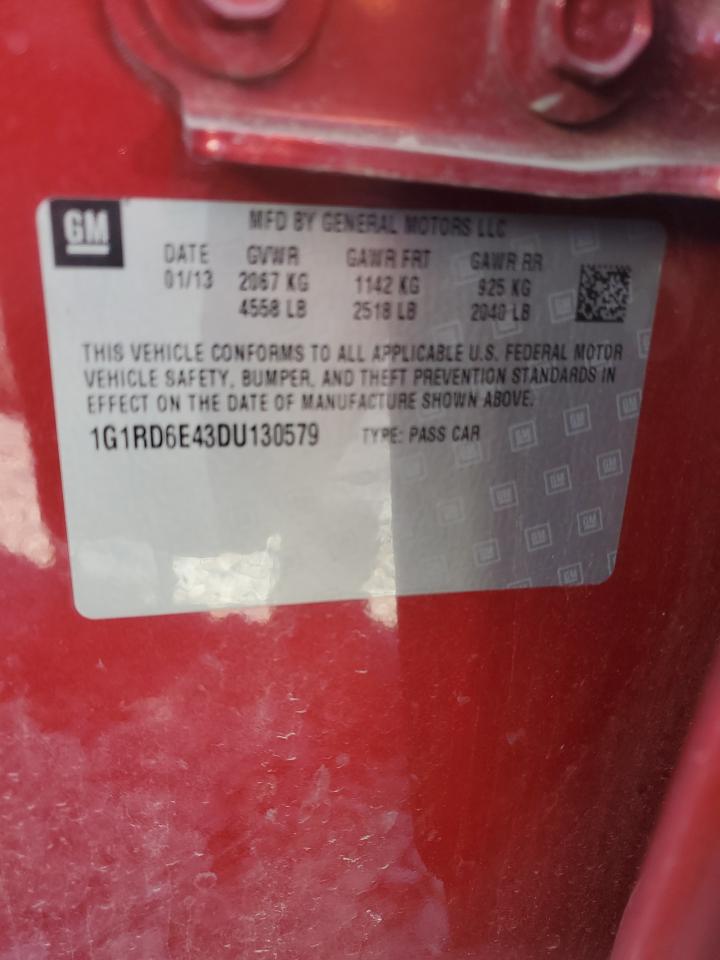 GM
MFD BY GENERAL MOTORS LLC
DATE GVWR GAWR FRT GAWR RR
01/13 2067 KG 1142 KG 925 KG
4558 LB 2518 LB 2040 LB
THIS VEHICLE CONFORMS TO ALL APPLICABLE U.S. FEDERAL MOTOR
VEHICLE SAFETY, BUMPER, AND THEFT PREVENTION STANDARDS IN
EFFECT ON THE DATE OF MANUFACTURE SHOWN ABOVE.
1G1RD6E43DU130579 TYPE: PASS CAR